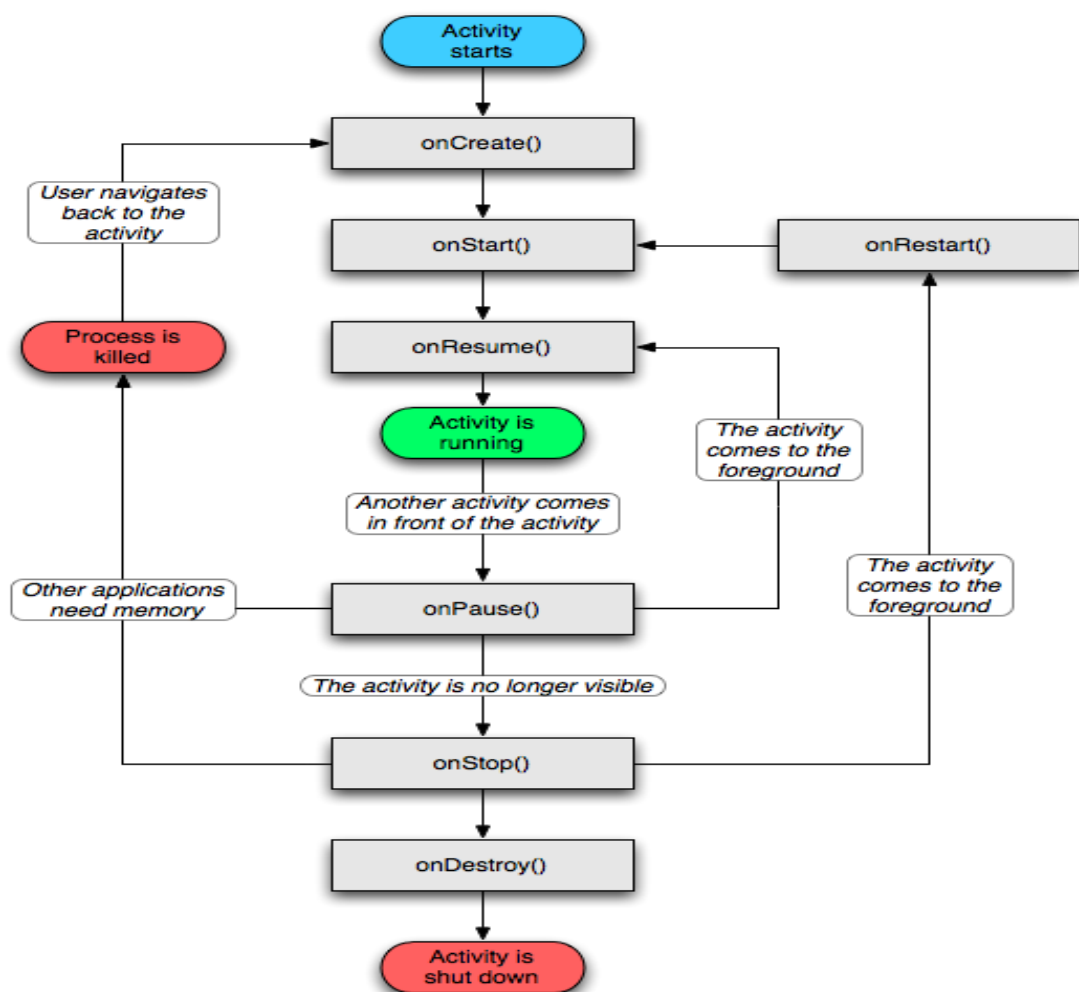 Activity
starts
onCreate()
User navigates
back to the
activity
onStart()
onRestart()
Process is
killed
onResume()
Activity is
running
The activity
comes to the
foreground
Another activity comes
in front of the activity
The activity
comes to the
foreground
Other applications
need memory
onPause()
The activity is no longer visible
onStop()
onDestroy()
Activity is
shut down